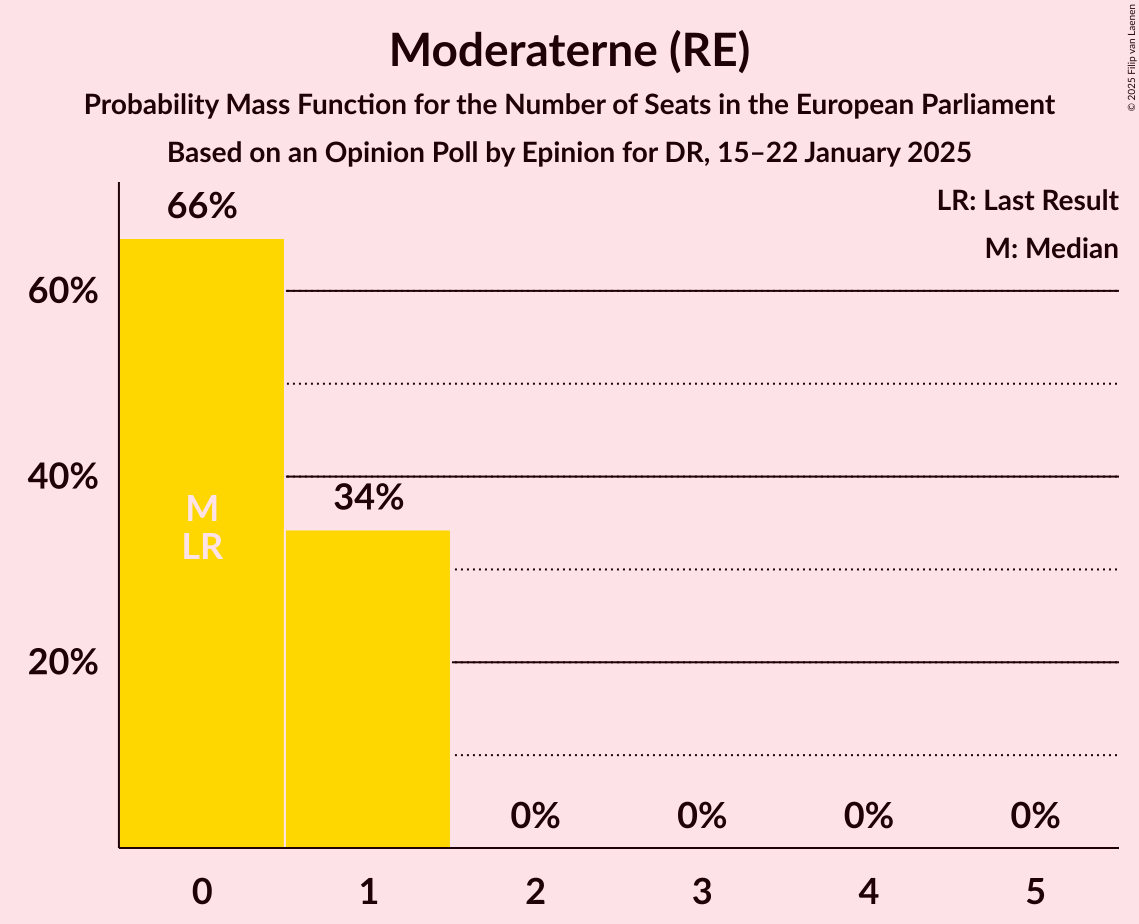 Moderaterne (RE)
Probability Mass Function for the Number of Seats in the European Parliament
Based on an Opinion Poll by Epinion for DR, 15–22 January 2025
© 2025 Filip van Laenen
LR: Last Result
M: Median
66%
60%
40%
34%
M
LR
20%
0% 0% 0% 0%
0 1 2 3 4 5